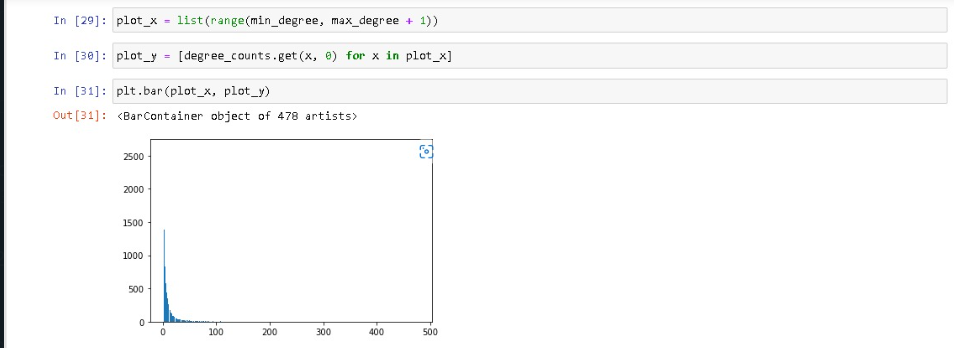 In [29]: plot_x = list(range(min_degree, max_degree + 1))
In [30]: plot_y = [degree_counts.get(x, 0) for x in plot_x]
In [31]: plt.bar(plot_x, plot_y)
Out[31]: <BarContainer object of 478 artists>
2500
2000
1500
1000
500
0
0 100 200 300 400 500